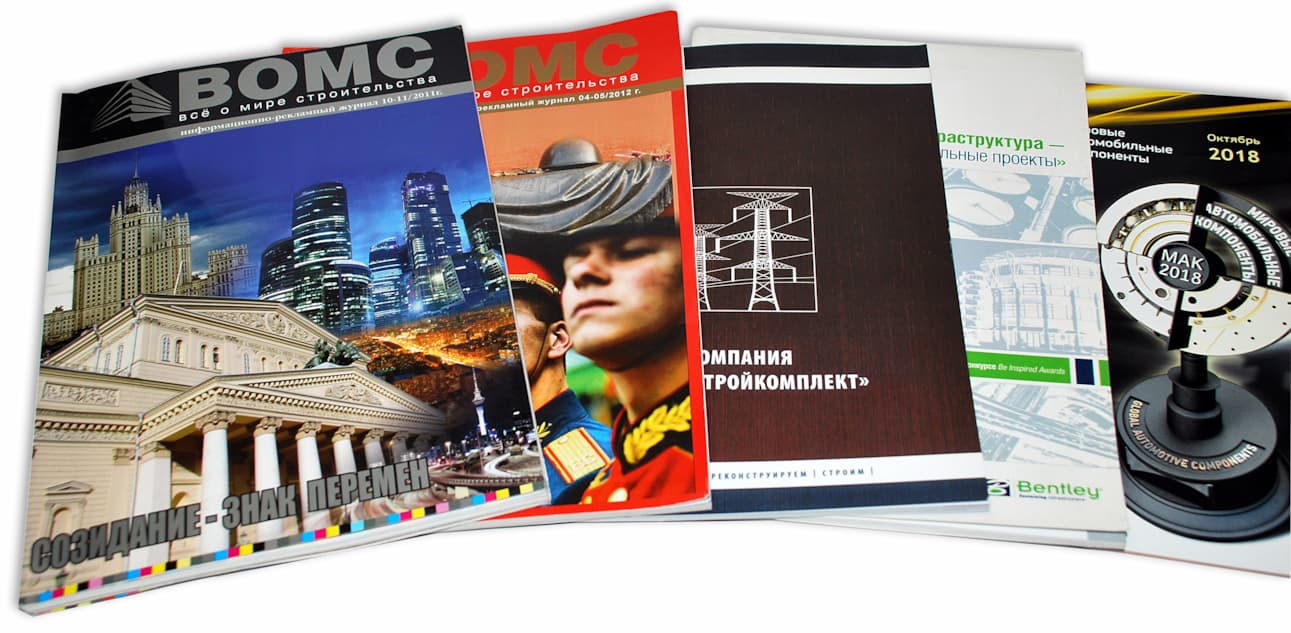 ВОМС
всё о мире строительства
информационно-рекламный журнал 10-11/2011г.
СОЗИДАНИЕ - ЗНАК ПЕРЕМЕН
ОМС
ре строительства
рекламный журнал 04-05/2012 г.
ОМПАНИЯ
ТРОЙКОМПЛЕКТ»
РЕКОНСТРУИРУЕМ | СТРОИМ |
раструктура —
льные проекты»
онкурсе Be Inspired Awards
Bentley
ровые
омобильные
поненты
Октябрь
2018
МИРОВЫЕ
АВТОМОБИЛЬНЫЕ
КОМПОНЕНТЫ
МАК
2018
GLOBAL AUTOMOTIVE COMPONENTS